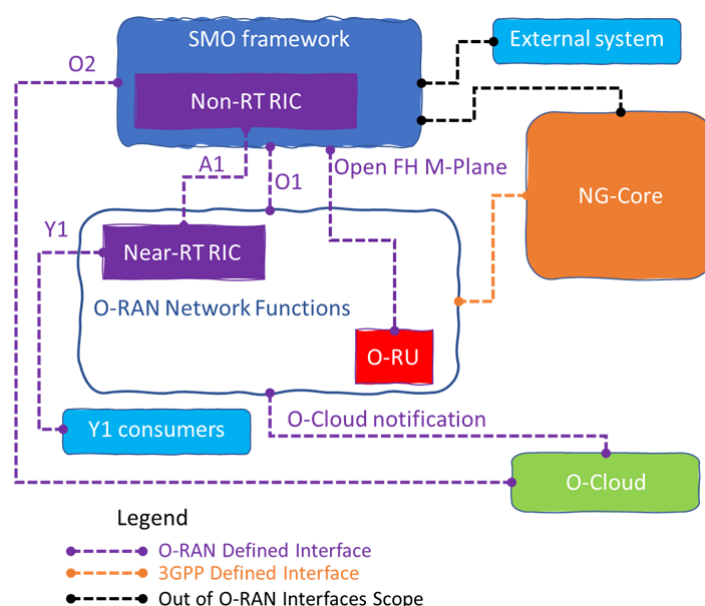 SMO framework
External system
O2
Non-RT RIC
A1
O1
Open FH M-Plane
NG-Core
Y1
Near-RT RIC
O-RAN Network Functions
O-RU
Y1 consumers
O-Cloud notification
O-Cloud
Legend
O-RAN Defined Interface
3GPP Defined Interface
Out of O-RAN Interfaces Scope